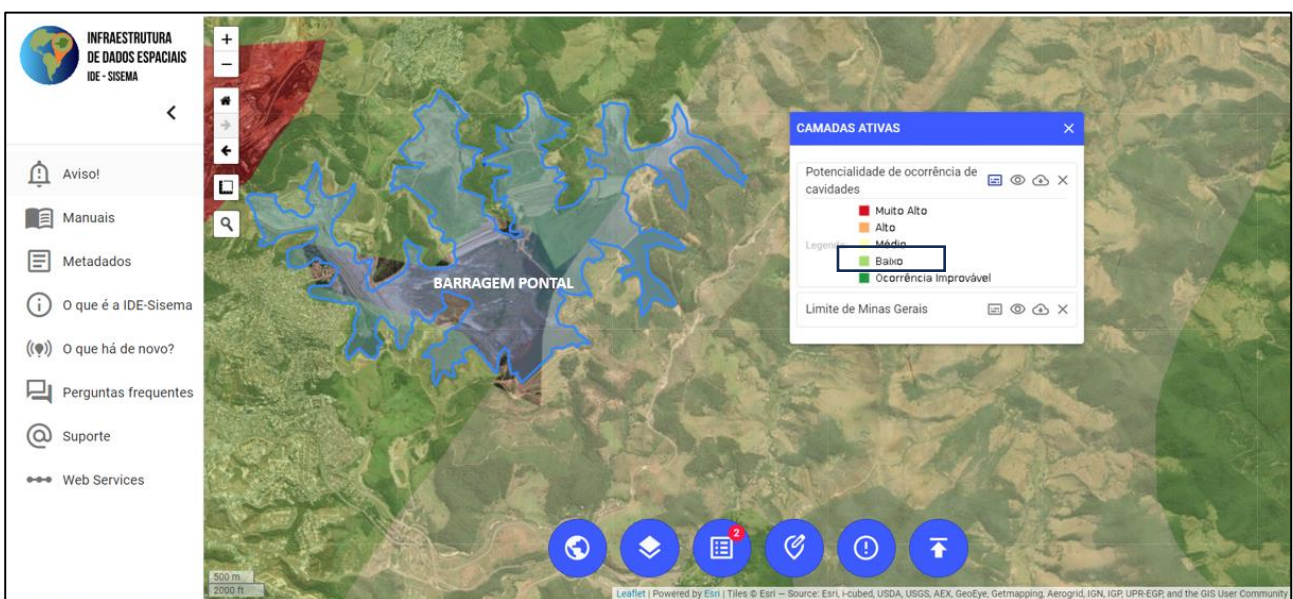 INFRAESTRUTURA
DE DADOS ESPACIAIS
IDE - SISEMA
Aviso!
Manuais
Metadados
O que é a IDE-Sisema
O que há de novo?
Perguntas frequentes
Suporte
Web Services
+
−
BARRAGEM PONTAL
CAMADAS ATIVAS
Potencialidade de ocorrência de
cavidades
Legenda
Muito Alto
Alto
Médio
Baixo
Ocorrência Improvável
Limite de Minas Gerais
2
500 m
2000 ft
Leaflet | Powered by Esri | Tiles © Esri — Source: Esri, i-cubed, USDA, USGS, AEX, GeoEye, Getmapping, Aerogrid, IGN, IGP, UPR-EGP, and the GIS User Community